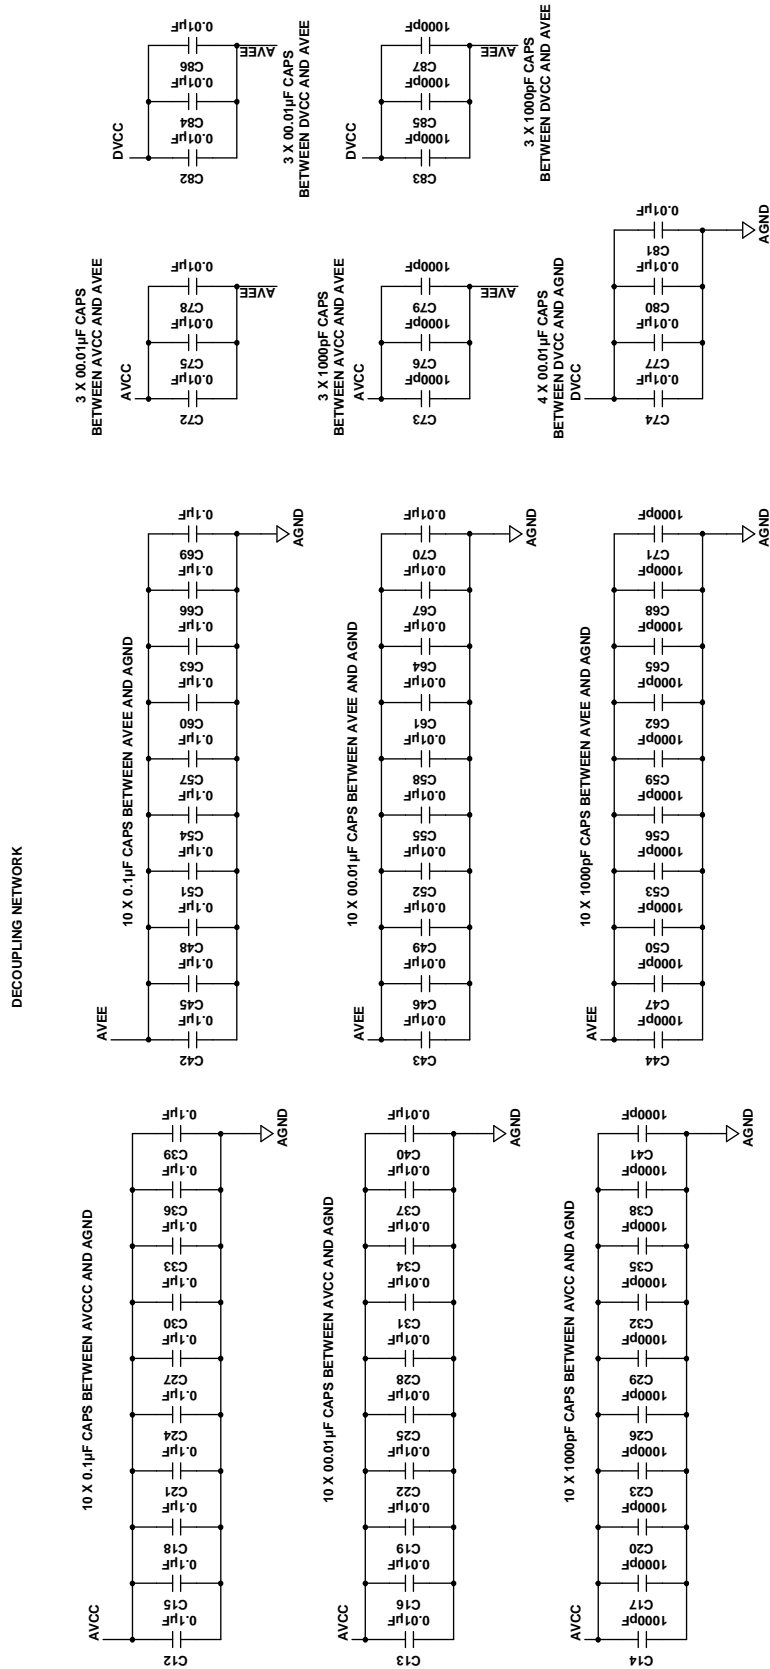 0.01µF
C86
0.01µF
C84
0.01µF
C82
DVCC
AVEE
3 X 00.01µF CAPS
BETWEEN DVCC AND AVEE
1000pF
C87
1000pF
C85
1000pF
C83
DVCC
AVEE
3 X 1000pF CAPS
BETWEEN DVCC AND AVEE
3 X 00.01µF CAPS
BETWEEN AVCC AND AVEE
AVCC
0.01µF
C78
0.01µF
C75
0.01µF
C72
AVEE
3 X 1000pF CAPS
BETWEEN AVCC AND AVEE
AVCC
1000pF
C79
1000pF
C76
1000pF
C73
AVEE
4 X 00.01µF CAPS
BETWEEN DVCC AND AGND
DVCC
0.01µF
C81
0.01µF
C80
0.01µF
C77
0.01µF
C74
AGND
DECOUPLING NETWORK
10 X 0.1µF CAPS BETWEEN AVEE AND AGND
AVEE
0.1µF
C69
0.1µF
C66
0.1µF
C63
0.1µF
C60
0.1µF
C57
0.1µF
C54
0.1µF
C51
0.1µF
C48
0.1µF
C45
0.1µF
C42
AGND
10 X 00.01µF CAPS BETWEEN AVEE AND AGND
AVEE
0.01µF
C70
0.01µF
C67
0.01µF
C64
0.01µF
C61
0.01µF
C58
0.01µF
C55
0.01µF
C52
0.01µF
C49
0.01µF
C46
0.01µF
C43
AGND
10 X 1000pF CAPS BETWEEN AVEE AND AGND
AVEE
1000pF
C71
1000pF
C68
1000pF
C65
1000pF
C62
1000pF
C59
1000pF
C56
1000pF
C53
1000pF
C50
1000pF
C47
1000pF
C44
AGND
10 X 0.1µF CAPS BETWEEN AVCCC AND AGND
AVCC
0.1µF
C39
0.1µF
C36
0.1µF
C33
0.1µF
C30
0.1µF
C27
0.1µF
C24
0.1µF
C21
0.1µF
C18
0.1µF
C15
0.1µF
C12
AGND
10 X 00.01µF CAPS BETWEEN AVCC AND AGND
AVCC
0.01µF
C40
0.01µF
C37
0.01µF
C34
0.01µF
C31
0.01µF
C28
0.01µF
C25
0.01µF
C22
0.01µF
C19
0.01µF
C16
0.01µF
C13
AGND
10 X 1000pF CAPS BETWEEN AVCC AND AGND
AVCC
1000pF
C41
1000pF
C38
1000pF
C35
1000pF
C32
1000pF
C29
1000pF
C26
1000pF
C23
1000pF
C20
1000pF
C17
1000pF
C14
AGND